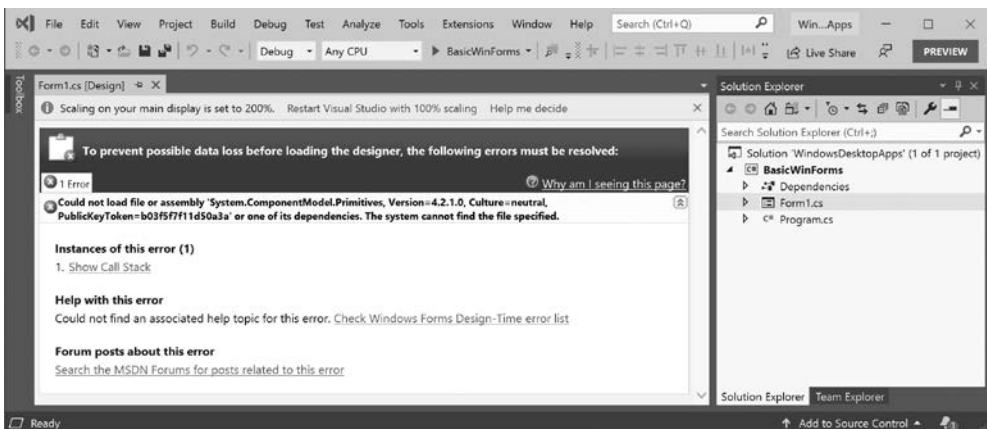 File Edit View Project Build Debug Test Analyze Tools Extensions Window Help Search (Ctrl+Q) Win...Apps
Debug Any CPU BasicWinForms Live Share PREVIEW
Toolbox
Form1.cs [Design]
Scaling on your main display is set to 200%. Restart Visual Studio with 100% scaling Help me decide
To prevent possible data loss before loading the designer, the following errors must be resolved:
1 Error Why am I seeing this page?
Could not load file or assembly 'System.ComponentModel.Primitives, Version=4.2.1.0, Culture=neutral,
PublicKeyToken=b03f5f7f11d50a3a' or one of its dependencies. The system cannot find the file specified.
Instances of this error (1)
1. Show Call Stack
Help with this error
Could not find an associated help topic for this error. Check Windows Forms Design-Time error list
Forum posts about this error
Search the MSDN Forums for posts related to this error
Solution Explorer
Search Solution Explorer (Ctrl+;)
Solution 'WindowsDesktopApps' (1 of 1 project)
C# BasicWinForms
Dependencies
Form1.cs
C# Program.cs
Solution Explorer Team Explorer
Ready Add to Source Control